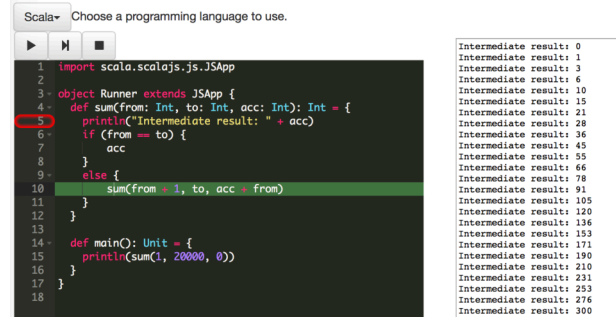 Scala Choose a programming language to use.
1 import scala.scalajs.js.JSApp
2
3 object Runner extends JSApp {
4 def sum(from: Int, to: Int, acc: Int): Int = {
5 println("Intermediate result: " + acc)
6 if (from == to) {
7 acc
8 }
9 else {
10 sum(from + 1, to, acc + from)
11 }
12 }
13
14 def main(): Unit = {
15 println(sum(1, 20000, 0))
16 }
17 }
18
Intermediate result: 0
Intermediate result: 1
Intermediate result: 3
Intermediate result: 6
Intermediate result: 10
Intermediate result: 15
Intermediate result: 21
Intermediate result: 28
Intermediate result: 36
Intermediate result: 45
Intermediate result: 55
Intermediate result: 66
Intermediate result: 78
Intermediate result: 91
Intermediate result: 105
Intermediate result: 120
Intermediate result: 136
Intermediate result: 153
Intermediate result: 171
Intermediate result: 190
Intermediate result: 210
Intermediate result: 231
Intermediate result: 253
Intermediate result: 276
Intermediate result: 300